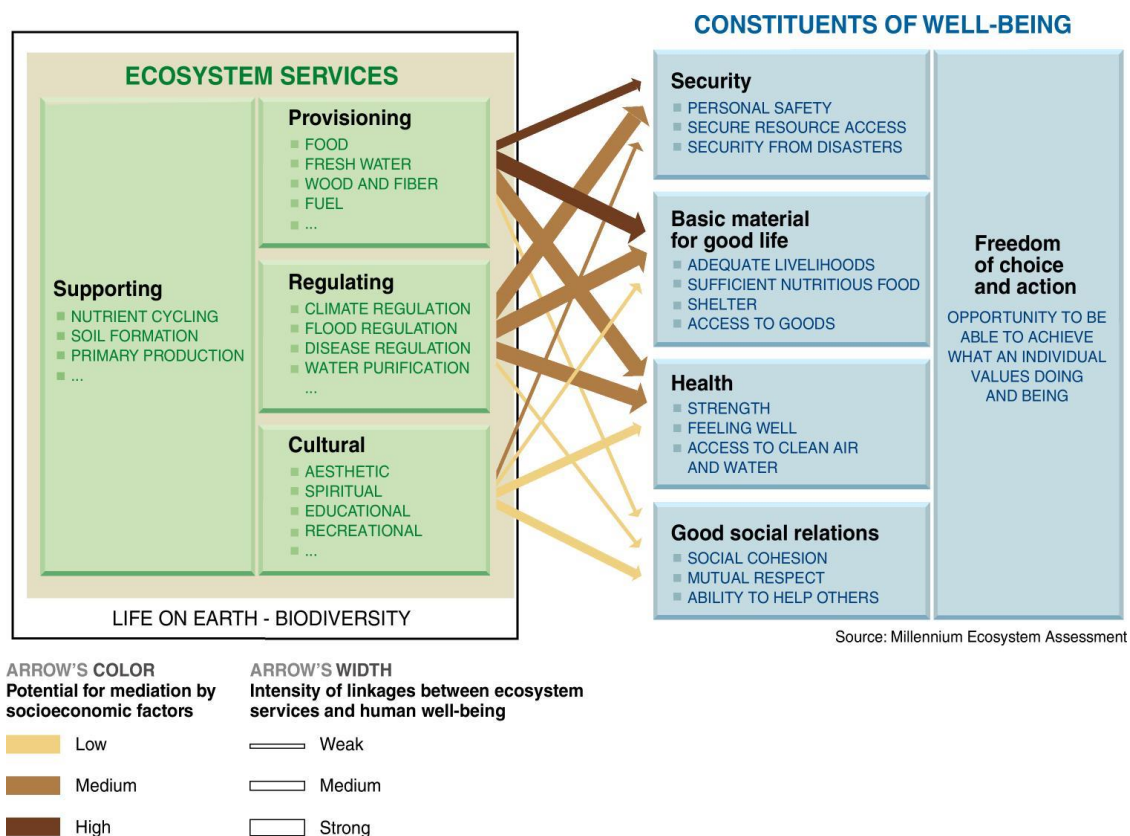 CONSTITUENTS OF WELL-BEING
ECOSYSTEM SERVICES
Supporting
NUTRIENT CYCLING
SOIL FORMATION
PRIMARY PRODUCTION
...
Provisioning
FOOD
FRESH WATER
WOOD AND FIBER
FUEL
...
Regulating
CLIMATE REGULATION
FLOOD REGULATION
DISEASE REGULATION
WATER PURIFICATION
...
Cultural
AESTHETIC
SPIRITUAL
EDUCATIONAL
RECREATIONAL
...
LIFE ON EARTH - BIODIVERSITY
Security
PERSONAL SAFETY
SECURE RESOURCE ACCESS
SECURITY FROM DISASTERS
Basic material
for good life
ADEQUATE LIVELIHOODS
SUFFICIENT NUTRITIOUS FOOD
SHELTER
ACCESS TO GOODS
Health
STRENGTH
FEELING WELL
ACCESS TO CLEAN AIR
AND WATER
Good social relations
SOCIAL COHESION
MUTUAL RESPECT
ABILITY TO HELP OTHERS
Freedom
of choice
and action
OPPORTUNITY TO BE
ABLE TO ACHIEVE
WHAT AN INDIVIDUAL
VALUES DOING
AND BEING
Source: Millennium Ecosystem Assessment
ARROW'S COLOR
Potential for mediation by
socioeconomic factors
Low
Medium
High
ARROW'S WIDTH
Intensity of linkages between ecosystem
services and human well-being
Weak
Medium
Strong